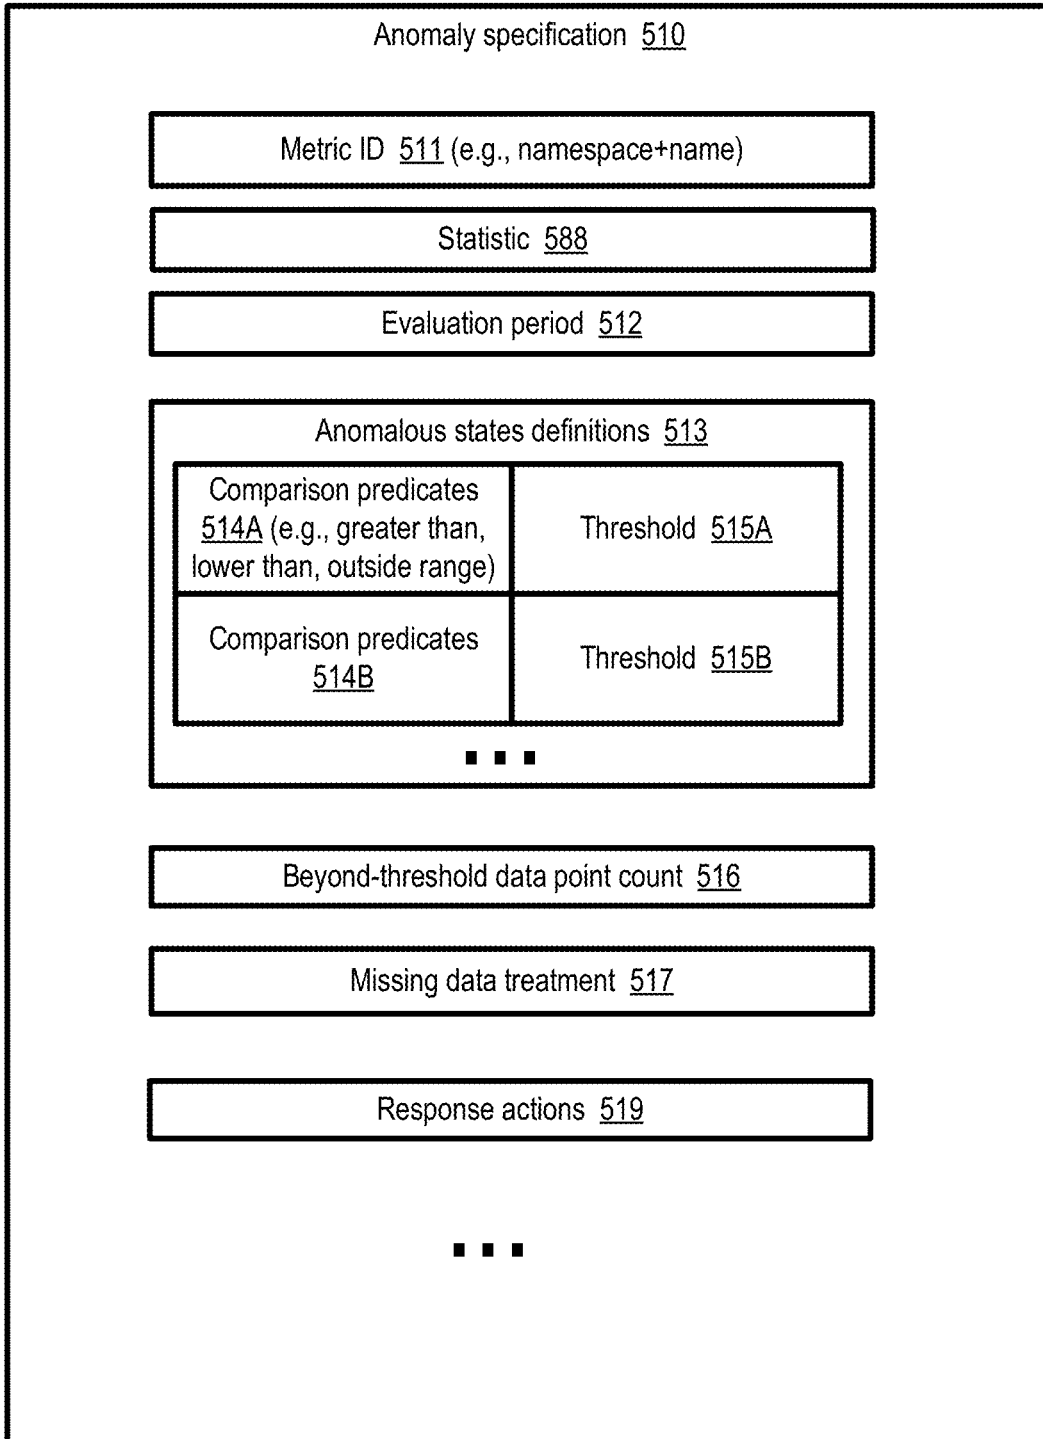 Anomaly specification 510
Metric ID 511 (e.g., namespace+name)
Statistic 588
Evaluation period 512
Anomalous states definitions 513
Comparison predicates
514A (e.g., greater than,
lower than, outside range)
Threshold 515A
Comparison predicates
514B
Threshold 515B
...
Beyond-threshold data point count 516
Missing data treatment 517
Response actions 519
...